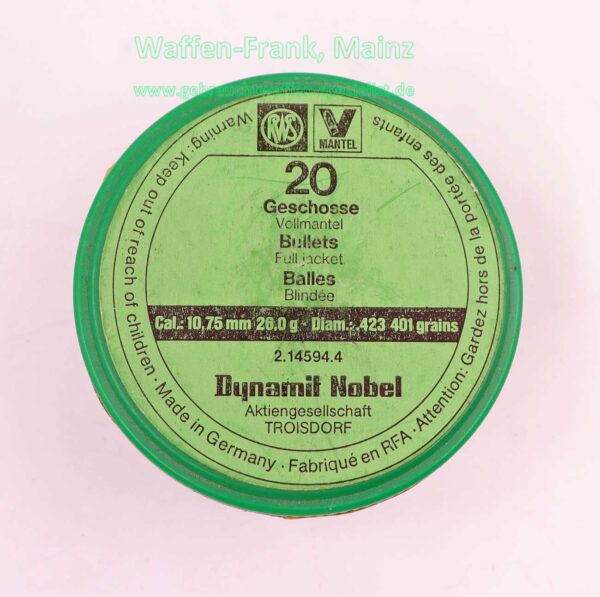 Waffen-Frank, Mainz
RWS
V
MANTEL
20
Geschosse
Vollmantel
Bullets
Full jacket
Balles
Blindée
Cal.: 10,75 mm 26,0 g - Diam.: .423 401 grains
2.14594.4
Dynamit Nobel
Aktiengesellschaft
TROISDORF
Warning: Keep out of reach of children · Made in Germany · Fabriqué en RFA · Attention: Gardez hors de la portée des enfants